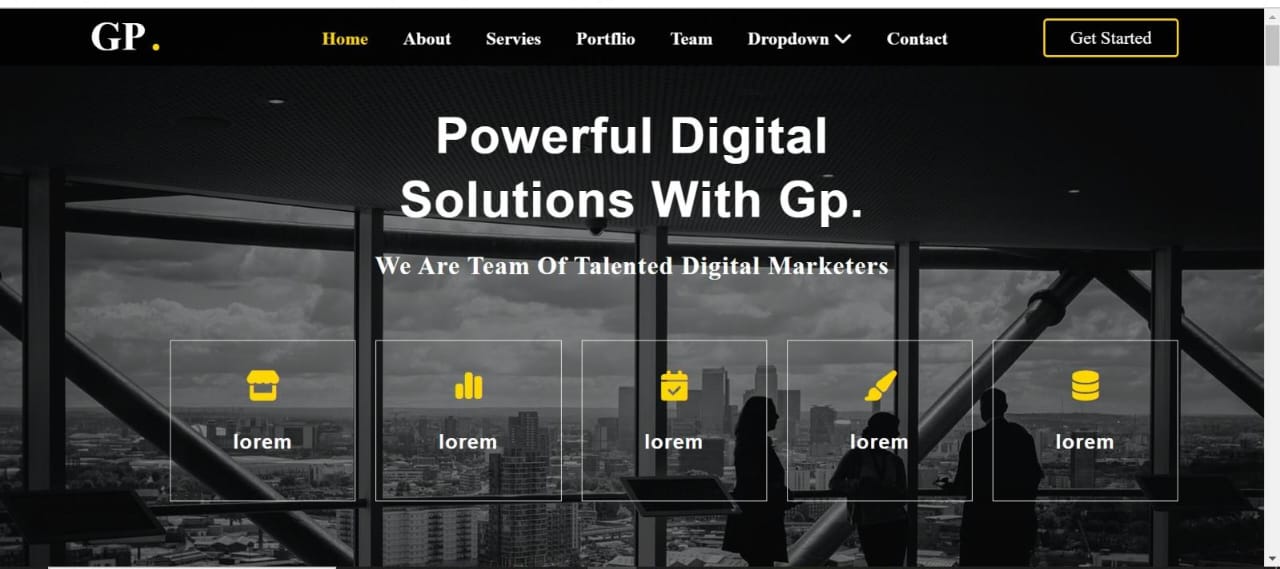 GP. Home About Servies Portflio Team Dropdown Contact Get Started
Powerful Digital
Solutions With Gp.
We Are Team Of Talented Digital Marketers
lorem lorem lorem lorem lorem